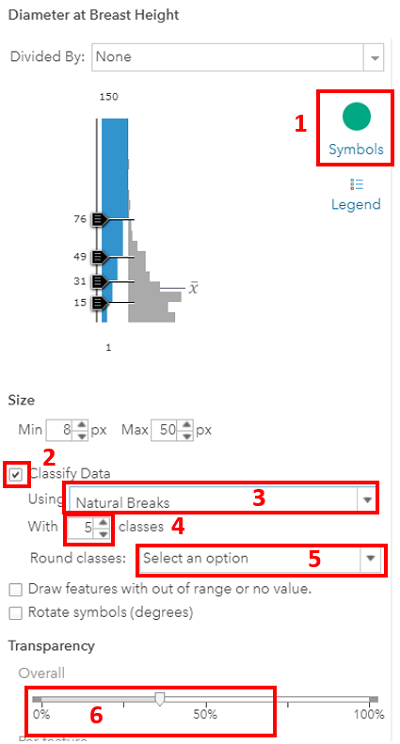 Diameter at Breast Height
Divided By: None
150
1
Symbols
Legend
76
49
31
x̄
15
1
Size
Min 8 px Max 50 px
2
Classify Data
Using Natural Breaks 3
With 5 classes 4
Round classes: Select an option 5
Draw features with out of range or no value.
Rotate symbols (degrees)
Transparency
Overall
0% 50% 100%
6